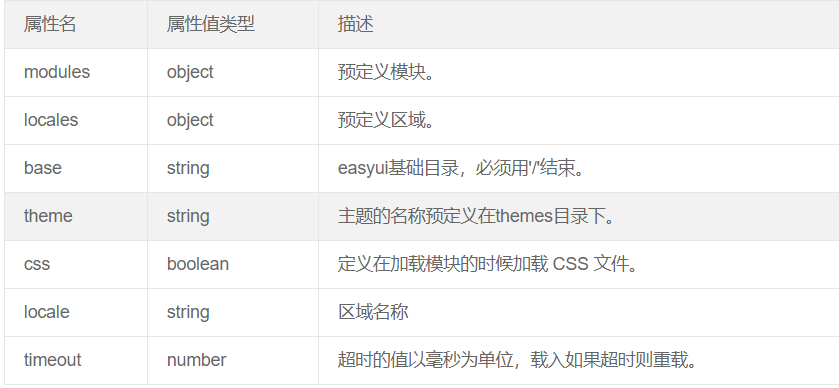 属性名 属性值类型 描述
modules object 预定义模块。
locales object 预定义区域。
base string easyui基础目录，必须用'/'结束。
theme string 主题的名称预定义在themes目录下。
css boolean 定义在加载模块的时候加载 CSS 文件。
locale string 区域名称
timeout number 超时的值以毫秒为单位，载入如果超时则重载。